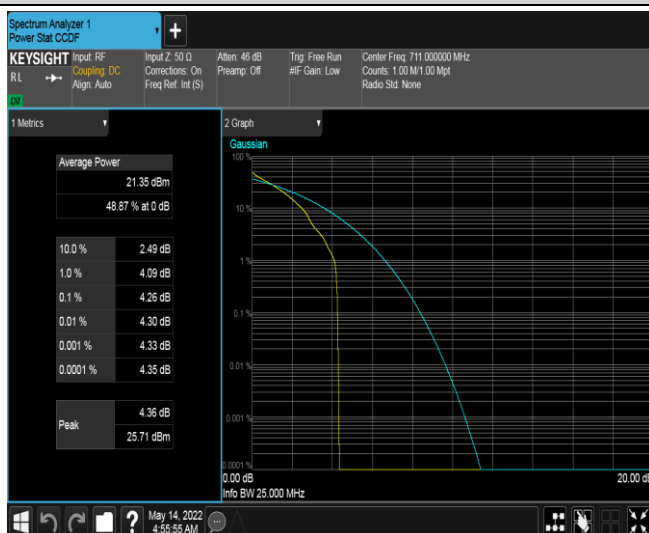 Spectrum Analyzer 1
Power Stat CCDF
KEYSIGHT
RL
Input: RF
Coupling: DC
Align: Auto
Input Z: 50 Ω
Corrections: On
Freq Ref: Int (S)
Atten: 46 dB
Preamp: Off
Trig: Free Run
#IF Gain: Low
Center Freq: 711.000000 MHz
Counts: 1.00 M/1.00 Mpt
Radio Std: None
1 Metrics
Average Power
21.35 dBm
48.87 % at 0 dB
10.0 % 2.49 dB
1.0 % 4.09 dB
0.1 % 4.26 dB
0.01 % 4.30 dB
0.001 % 4.33 dB
0.0001 % 4.35 dB
Peak
4.36 dB
25.71 dBm
2 Graph
Gaussian
100 %
10 %
1 %
0.1 %
0.01 %
0.001 %
0.0001 %
0.00 dB
20.00 d
Info BW 25.000 MHz
?
May 14, 2022
4:55:55 AM